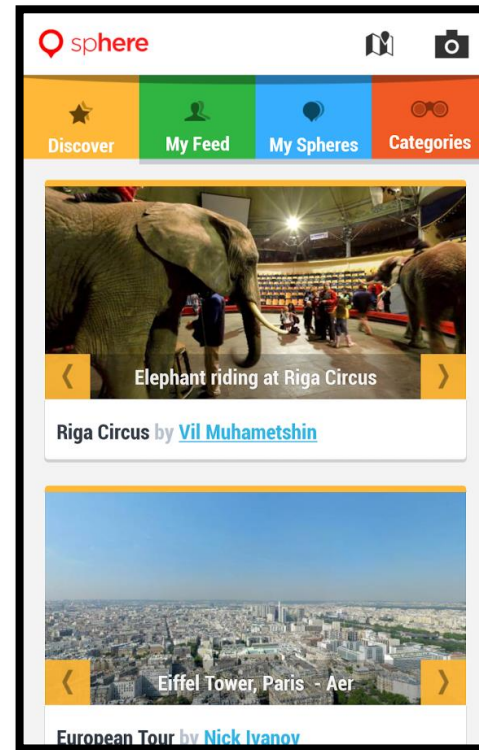 sphere
Discover
My Feed
My Spheres
Categories
Elephant riding at Riga Circus
Riga Circus by Vil Muhametshin
Eiffel Tower, Paris - Aer
European Tour by Nick Ivanov